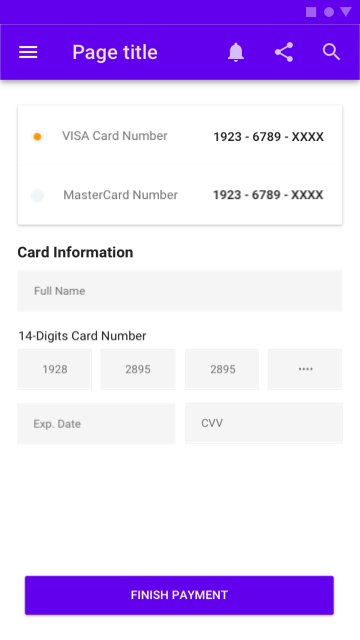 Page title
VISA Card Number 1923 - 6789 - XXXX
MasterCard Number 1923 - 6789 - XXXX
Card Information
Full Name
14-Digits Card Number
1928 2895 2895 ••••
Exp. Date CVV
FINISH PAYMENT